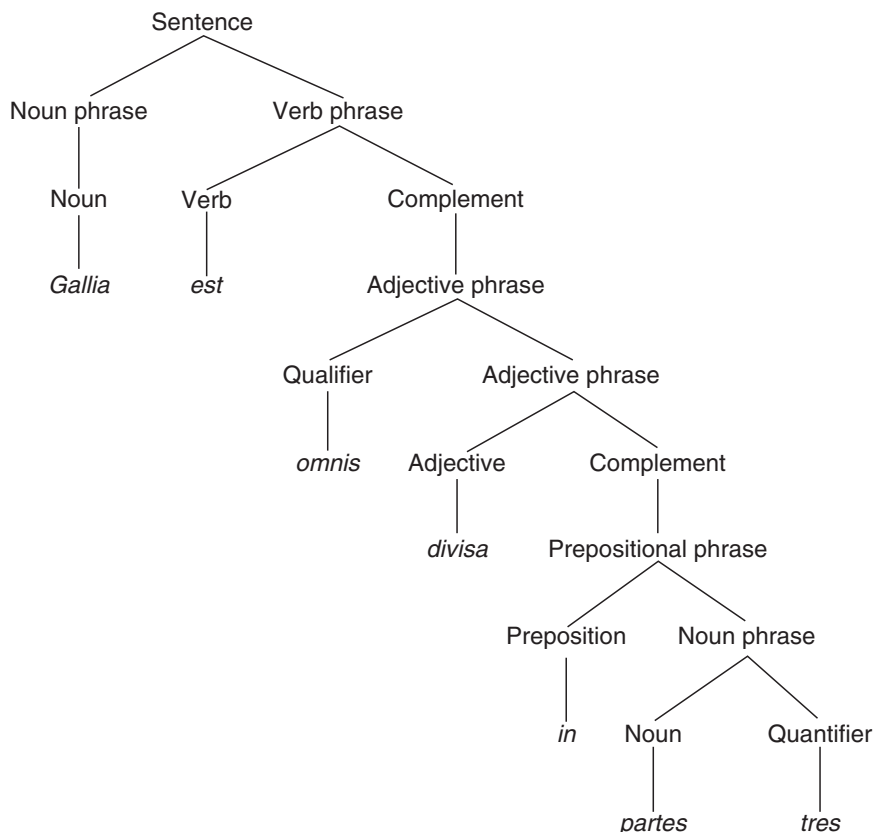 Sentence
Noun phrase Verb phrase
Noun Verb Complement
Gallia est Adjective phrase
Qualifier Adjective phrase
omnis Adjective Complement
divisa Prepositional phrase
Preposition Noun phrase
in Noun Quantifier
partes tres